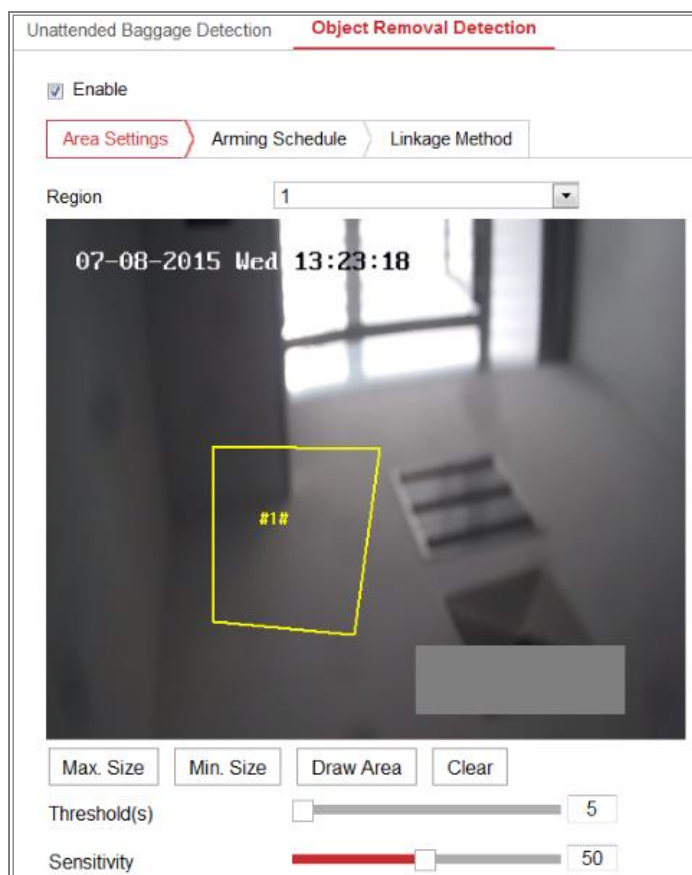 Unattended Baggage Detection Object Removal Detection
Enable
Area Settings Arming Schedule Linkage Method
Region 1
07-08-2015 Wed 13:23:18
#1#
Max. Size Min. Size Draw Area Clear
Threshold(s) 5
Sensitivity 50